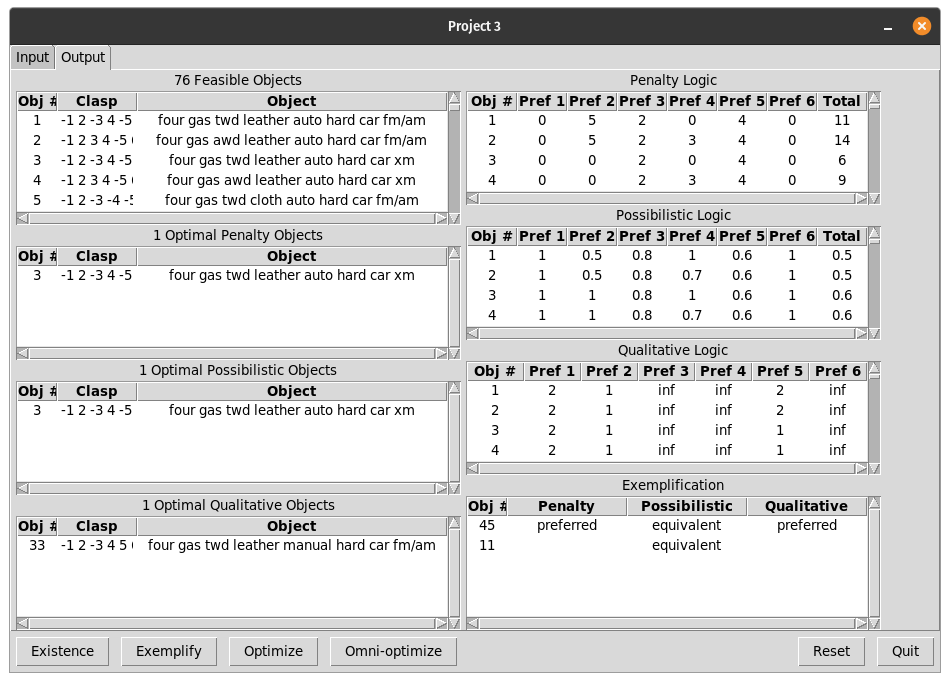 Project 3
Input Output
76 Feasible Objects
Obj # Clasp Object
1 -1 2 -3 4 -5 four gas twd leather auto hard car fm/am
2 -1 2 3 4 -5 four gas awd leather auto hard car fm/am
3 -1 2 -3 4 -5 four gas twd leather auto hard car xm
4 -1 2 3 4 -5 four gas awd leather auto hard car xm
5 -1 2 -3 -4 -5 four gas twd cloth auto hard car fm/am
1 Optimal Penalty Objects
Obj # Clasp Object
3 -1 2 -3 4 -5 four gas twd leather auto hard car xm
1 Optimal Possibilistic Objects
Obj # Clasp Object
3 -1 2 -3 4 -5 four gas twd leather auto hard car xm
1 Optimal Qualitative Objects
Obj # Clasp Object
33 -1 2 -3 4 5 four gas twd leather manual hard car fm/am
Penalty Logic
Obj # Pref 1 Pref 2 Pref 3 Pref 4 Pref 5 Pref 6 Total
1 0 5 2 0 4 0 11
2 0 5 2 3 4 0 14
3 0 0 2 0 4 0 6
4 0 0 2 3 4 0 9
Possibilistic Logic
Obj # Pref 1 Pref 2 Pref 3 Pref 4 Pref 5 Pref 6 Total
1 1 0.5 0.8 1 0.6 1 0.5
2 1 0.5 0.8 0.7 0.6 1 0.5
3 1 1 0.8 1 0.6 1 0.6
4 1 1 0.8 0.7 0.6 1 0.6
Qualitative Logic
Obj # Pref 1 Pref 2 Pref 3 Pref 4 Pref 5 Pref 6
1 2 1 inf inf 2 inf
2 2 1 inf inf 2 inf
3 2 1 inf inf 1 inf
4 2 1 inf inf 1 inf
Exemplification
Obj # Penalty Possibilistic Qualitative
45 preferred equivalent preferred
11 equivalent
Existence Exemplify Optimize Omni-optimize Reset Quit